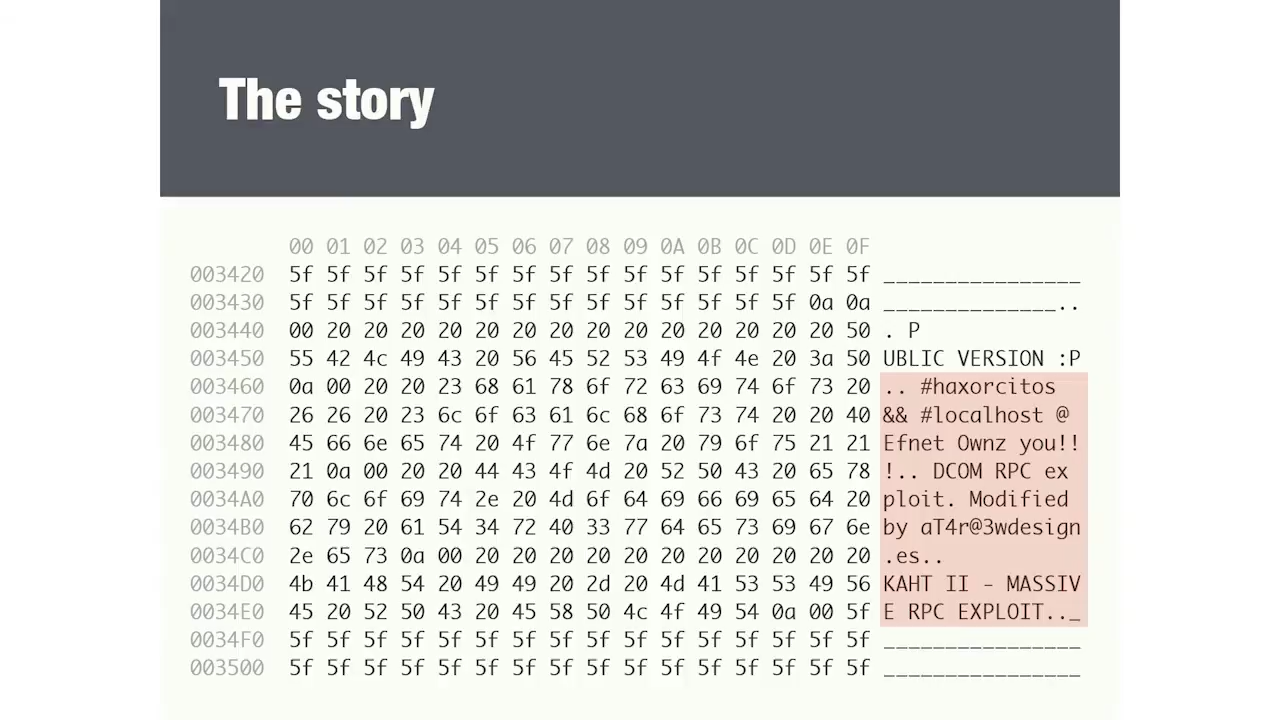 The story
00 01 02 03 04 05 06 07 08 09 0A 0B 0C 0D 0E 0F
003420 5f 5f 5f 5f 5f 5f 5f 5f 5f 5f 5f 5f 5f 5f 5f 5f ________________
003430 5f 5f 5f 5f 5f 5f 5f 5f 5f 5f 5f 5f 5f 5f 0a 0a ______________..
003440 00 20 20 20 20 20 20 20 20 20 20 20 20 20 20 50 . P
003450 55 42 4c 49 43 20 56 45 52 53 49 4f 4e 20 3a 50 UBLIC VERSION :P
003460 0a 00 20 20 23 68 61 78 6f 72 63 69 74 6f 73 20 .. #haxorcitos
003470 26 26 20 23 6c 6f 63 61 6c 68 6f 73 74 20 20 40 && #localhost @
003480 45 66 6e 65 74 20 4f 77 6e 7a 20 79 6f 75 21 21 Efnet Ownz you!!
003490 21 0a 00 20 20 44 43 4f 4d 20 52 50 43 20 65 78 !.. DCOM RPC ex
0034A0 70 6c 6f 69 74 2e 20 4d 6f 64 69 66 69 65 64 20 ploit. Modified
0034B0 62 79 20 61 54 34 72 40 33 77 64 65 73 69 67 6e by aT4r@3wdesign
0034C0 2e 65 73 0a 00 20 20 20 20 20 20 20 20 20 20 20 .es..
0034D0 4b 41 48 54 20 49 49 20 2d 20 4d 41 53 53 49 56 KAHT II - MASSIV
0034E0 45 20 52 50 43 20 45 58 50 4c 4f 49 54 0a 00 5f E RPC EXPLOIT.._
0034F0 5f 5f 5f 5f 5f 5f 5f 5f 5f 5f 5f 5f 5f 5f 5f 5f ________________
003500 5f 5f 5f 5f 5f 5f 5f 5f 5f 5f 5f 5f 5f 5f 5f 5f ________________